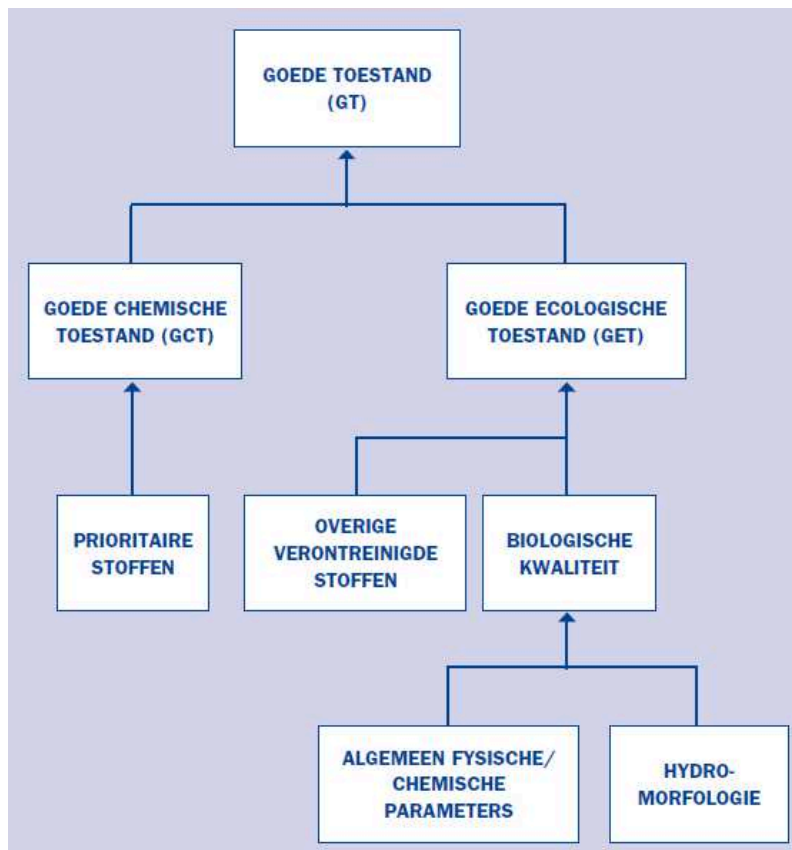 GOEDE TOESTAND
(GT)
GOEDE CHEMISCHE
TOESTAND (GCT)
GOEDE ECOLOGISCHE
TOESTAND (GET)
PRIORITAIRE
STOFFEN
OVERIGE
VERONTREINIGDE
STOFFEN
BIOLOGISCHE
KWALITEIT
ALGEMEEN FYSISCHE/
CHEMISCHE
PARAMETERS
HYDRO-
MORFOLOGIE